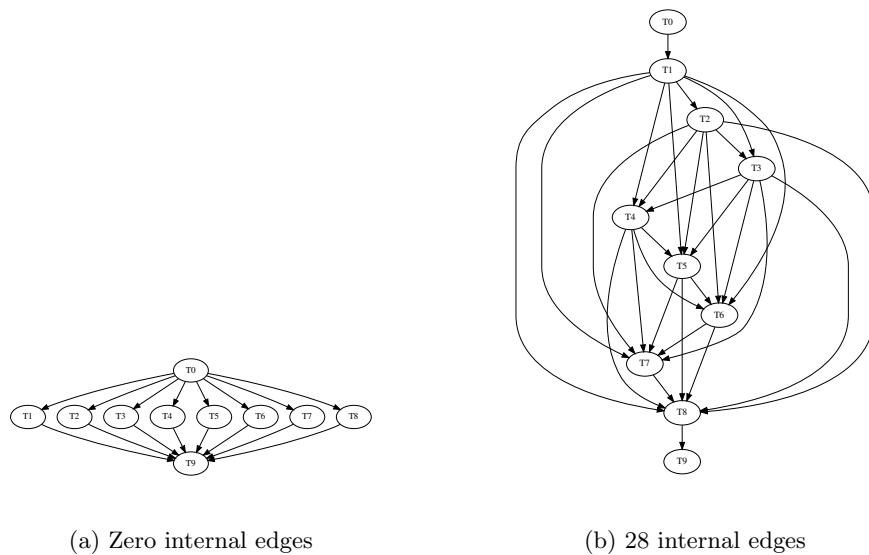 T0
T1
T2
T3
T4
T5
T6
T7
T8
T9
T0
T1 T2 T3 T4 T5 T6 T7 T8
T9
(a) Zero internal edges
(b) 28 internal edges